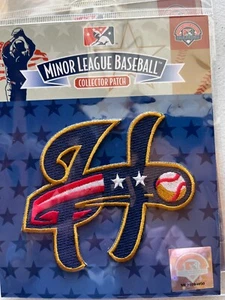 MINOR LEAGUE BASEBALL
COLLECTOR PATCH
H